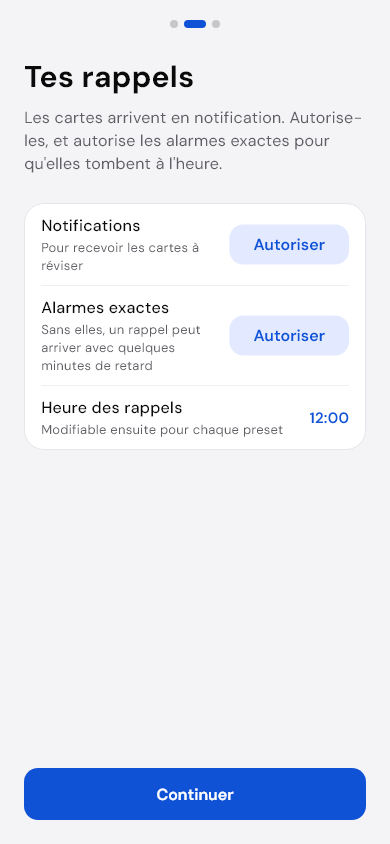 Tes rappels
Les cartes arrivent en notification. Autorise-
les, et autorise les alarmes exactes pour
qu'elles tombent à l'heure.
Notifications
Pour recevoir les cartes à
réviser
Autoriser
Alarmes exactes
Sans elles, un rappel peut
arriver avec quelques
minutes de retard
Autoriser
Heure des rappels
Modifiable ensuite pour chaque preset
12:00
Continuer